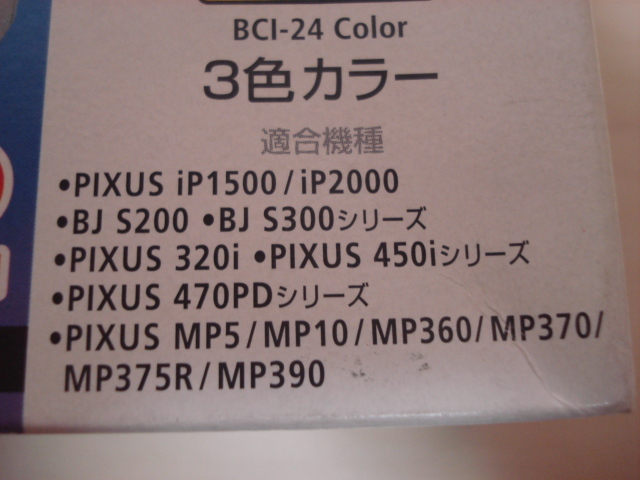 BCI-24 Color
3色カラー
適合機種
•PIXUS iP1500/iP2000
•BJ S200 •BJ S300シリーズ
•PIXUS 320i •PIXUS 450iシリーズ
•PIXUS 470PDシリーズ
•PIXUS MP5/MP10/MP360/MP370/
MP375R/MP390